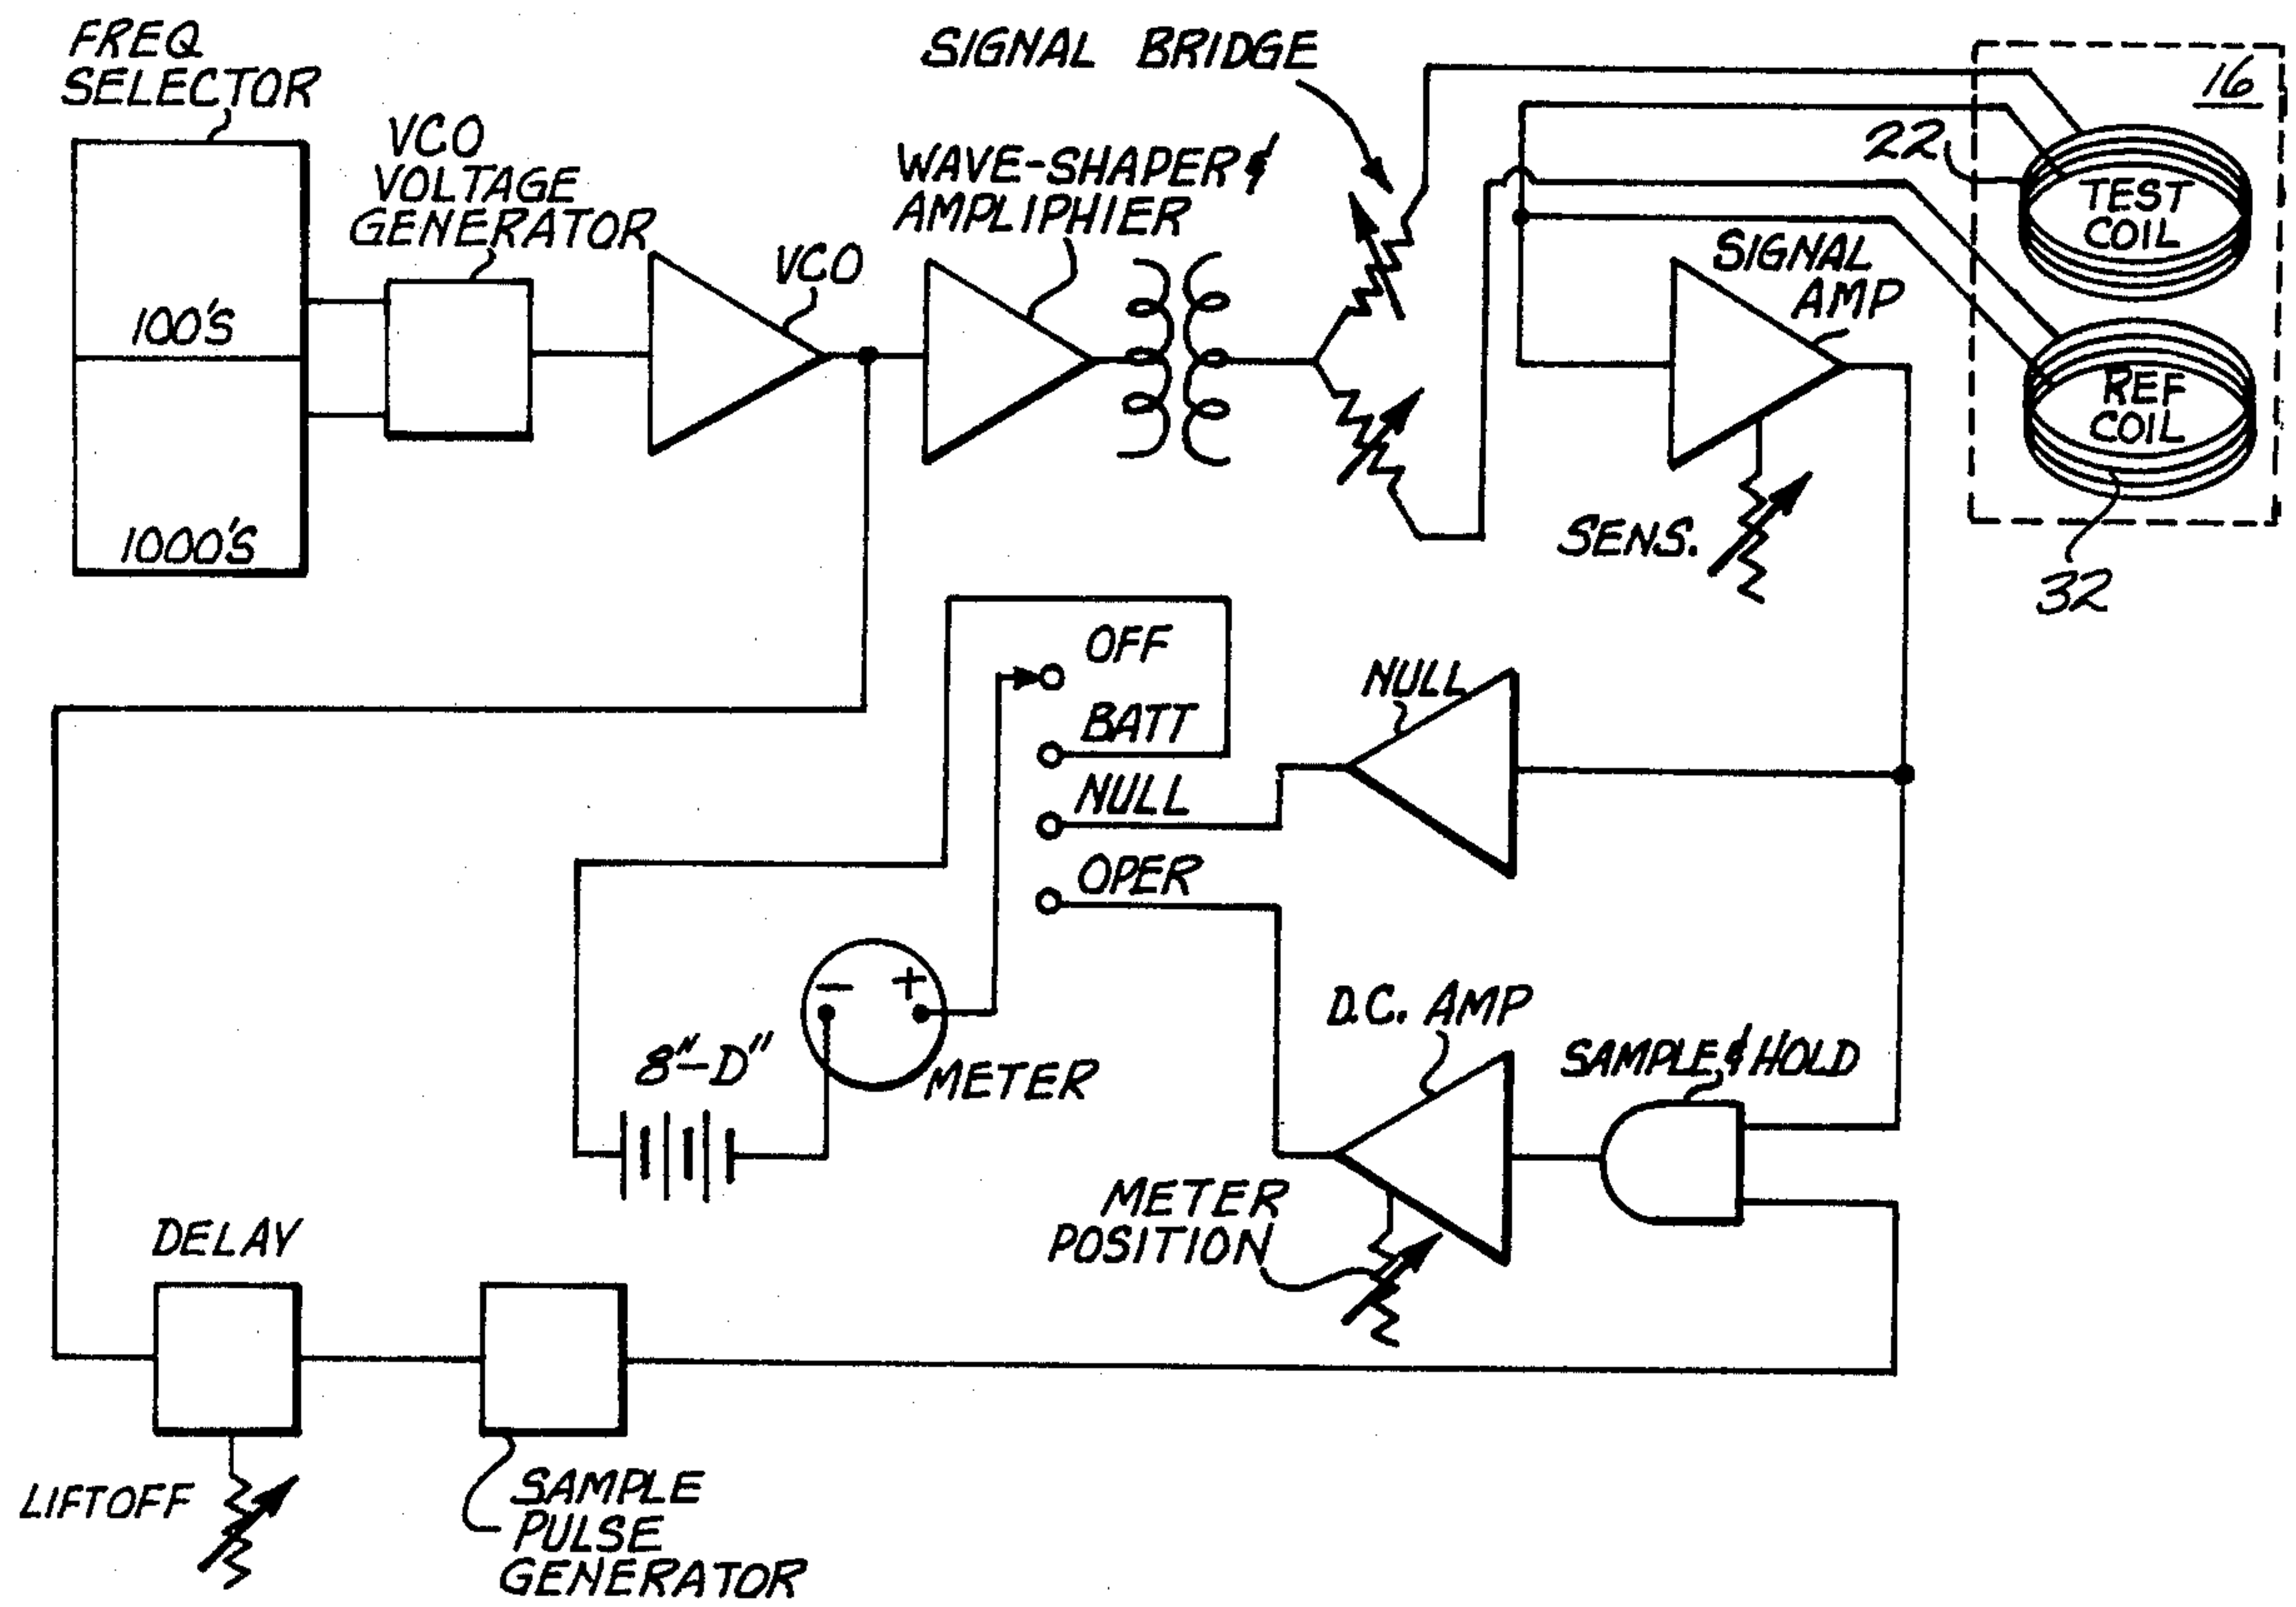 FREQ
SELECTOR
100'S
1000'S
VCO
VOLTAGE
GENERATOR
VCO
WAVE-SHAPER &
AMPLIPHIER
SIGNAL BRIDGE
16
22
TEST
COIL
REF
COIL
32
SIGNAL
AMP
SENS.
OFF
BATT
NULL
OPER
NULL
8"-D"
- +
METER
D.C. AMP
SAMPLE & HOLD
METER
POSITION
DELAY
LIFTOFF
SAMPLE
PULSE
GENERATOR